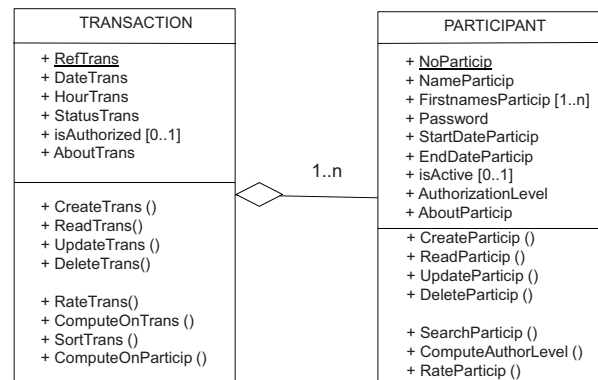 TRANSACTION
+ RefTrans
+ DateTrans
+ HourTrans
+ StatusTrans
+ isAuthorized [0..1]
+ AboutTrans
+ CreateTrans ()
+ ReadTrans()
+ UpdateTrans ()
+ DeleteTrans()
+ RateTrans()
+ ComputeOnTrans ()
+ SortTrans ()
+ ComputeOnParticip ()
1..n
PARTICIPANT
+ NoParticip
+ NameParticip
+ FirstnamesParticip [1..n]
+ Password
+ StartDateParticip
+ EndDateParticip
+ isActive [0..1]
+ AuthorizationLevel
+ AboutParticip
+ CreateParticip ()
+ ReadParticip ()
+ UpdateParticip ()
+ DeleteParticip ()
+ SearchParticip ()
+ ComputeAuthorLevel ()
+ RateParticip ()